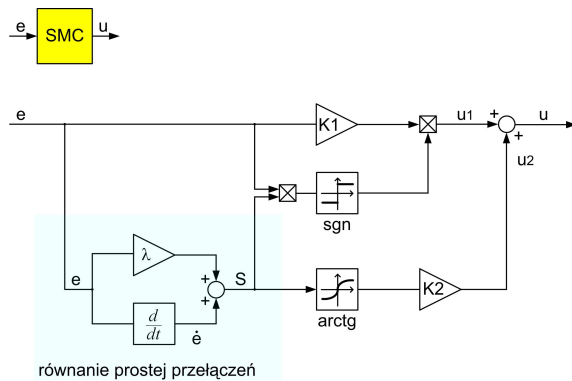 e SMC u
e K1 u1 + u
+
u2
sgn
e λ + S
+
K2
d/dt ė
arctg
równanie prostej przełączeń